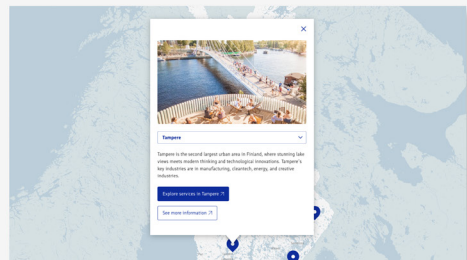 Tampere
Tampere is the second largest urban area in Finland, where stunning lake
views meets modern thinking and technological innovations. Tampere's
key industries are in manufacturing, cleantech, energy, and creative
industries.
Explore services in Tampere
See more information